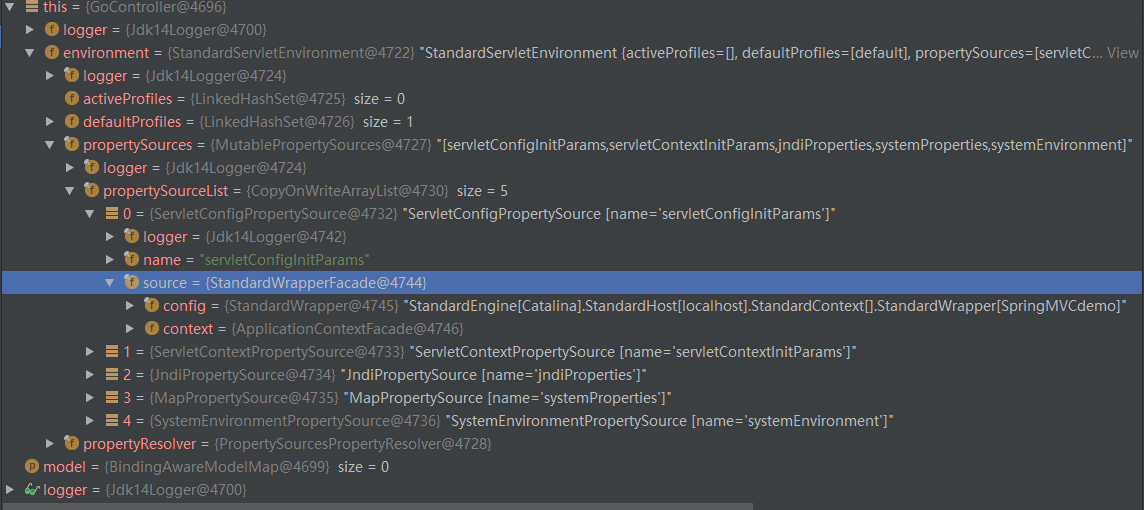 this = {GoController@4696}
logger = {Jdk14Logger@4700}
environment = {StandardServletEnvironment@4722} "StandardServletEnvironment {activeProfiles=[], defaultProfiles=[default], propertySources=[servletC... View
logger = {Jdk14Logger@4724}
activeProfiles = {LinkedHashSet@4725} size = 0
defaultProfiles = {LinkedHashSet@4726} size = 1
propertySources = {MutablePropertySources@4727} "[servletConfigInitParams,servletContextInitParams,jndiProperties,systemProperties,systemEnvironment]"
logger = {Jdk14Logger@4724}
propertySourceList = {CopyOnWriteArrayList@4730} size = 5
0 = {ServletConfigPropertySource@4732} "ServletConfigPropertySource [name='servletConfigInitParams']"
logger = {Jdk14Logger@4742}
name = "servletConfigInitParams"
source = {StandardWrapperFacade@4744}
config = {StandardWrapper@4745} "StandardEngine[Catalina].StandardHost[localhost].StandardContext[].StandardWrapper[SpringMVCdemo]"
context = {ApplicationContextFacade@4746}
1 = {ServletContextPropertySource@4733} "ServletContextPropertySource [name='servletContextInitParams']"
2 = {JndiPropertySource@4734} "JndiPropertySource [name='jndiProperties']"
3 = {MapPropertySource@4735} "MapPropertySource [name='systemProperties']"
4 = {SystemEnvironmentPropertySource@4736} "SystemEnvironmentPropertySource [name='systemEnvironment']"
propertyResolver = {PropertySourcesPropertyResolver@4728}
model = {BindingAwareModelMap@4699} size = 0
logger = {Jdk14Logger@4700}